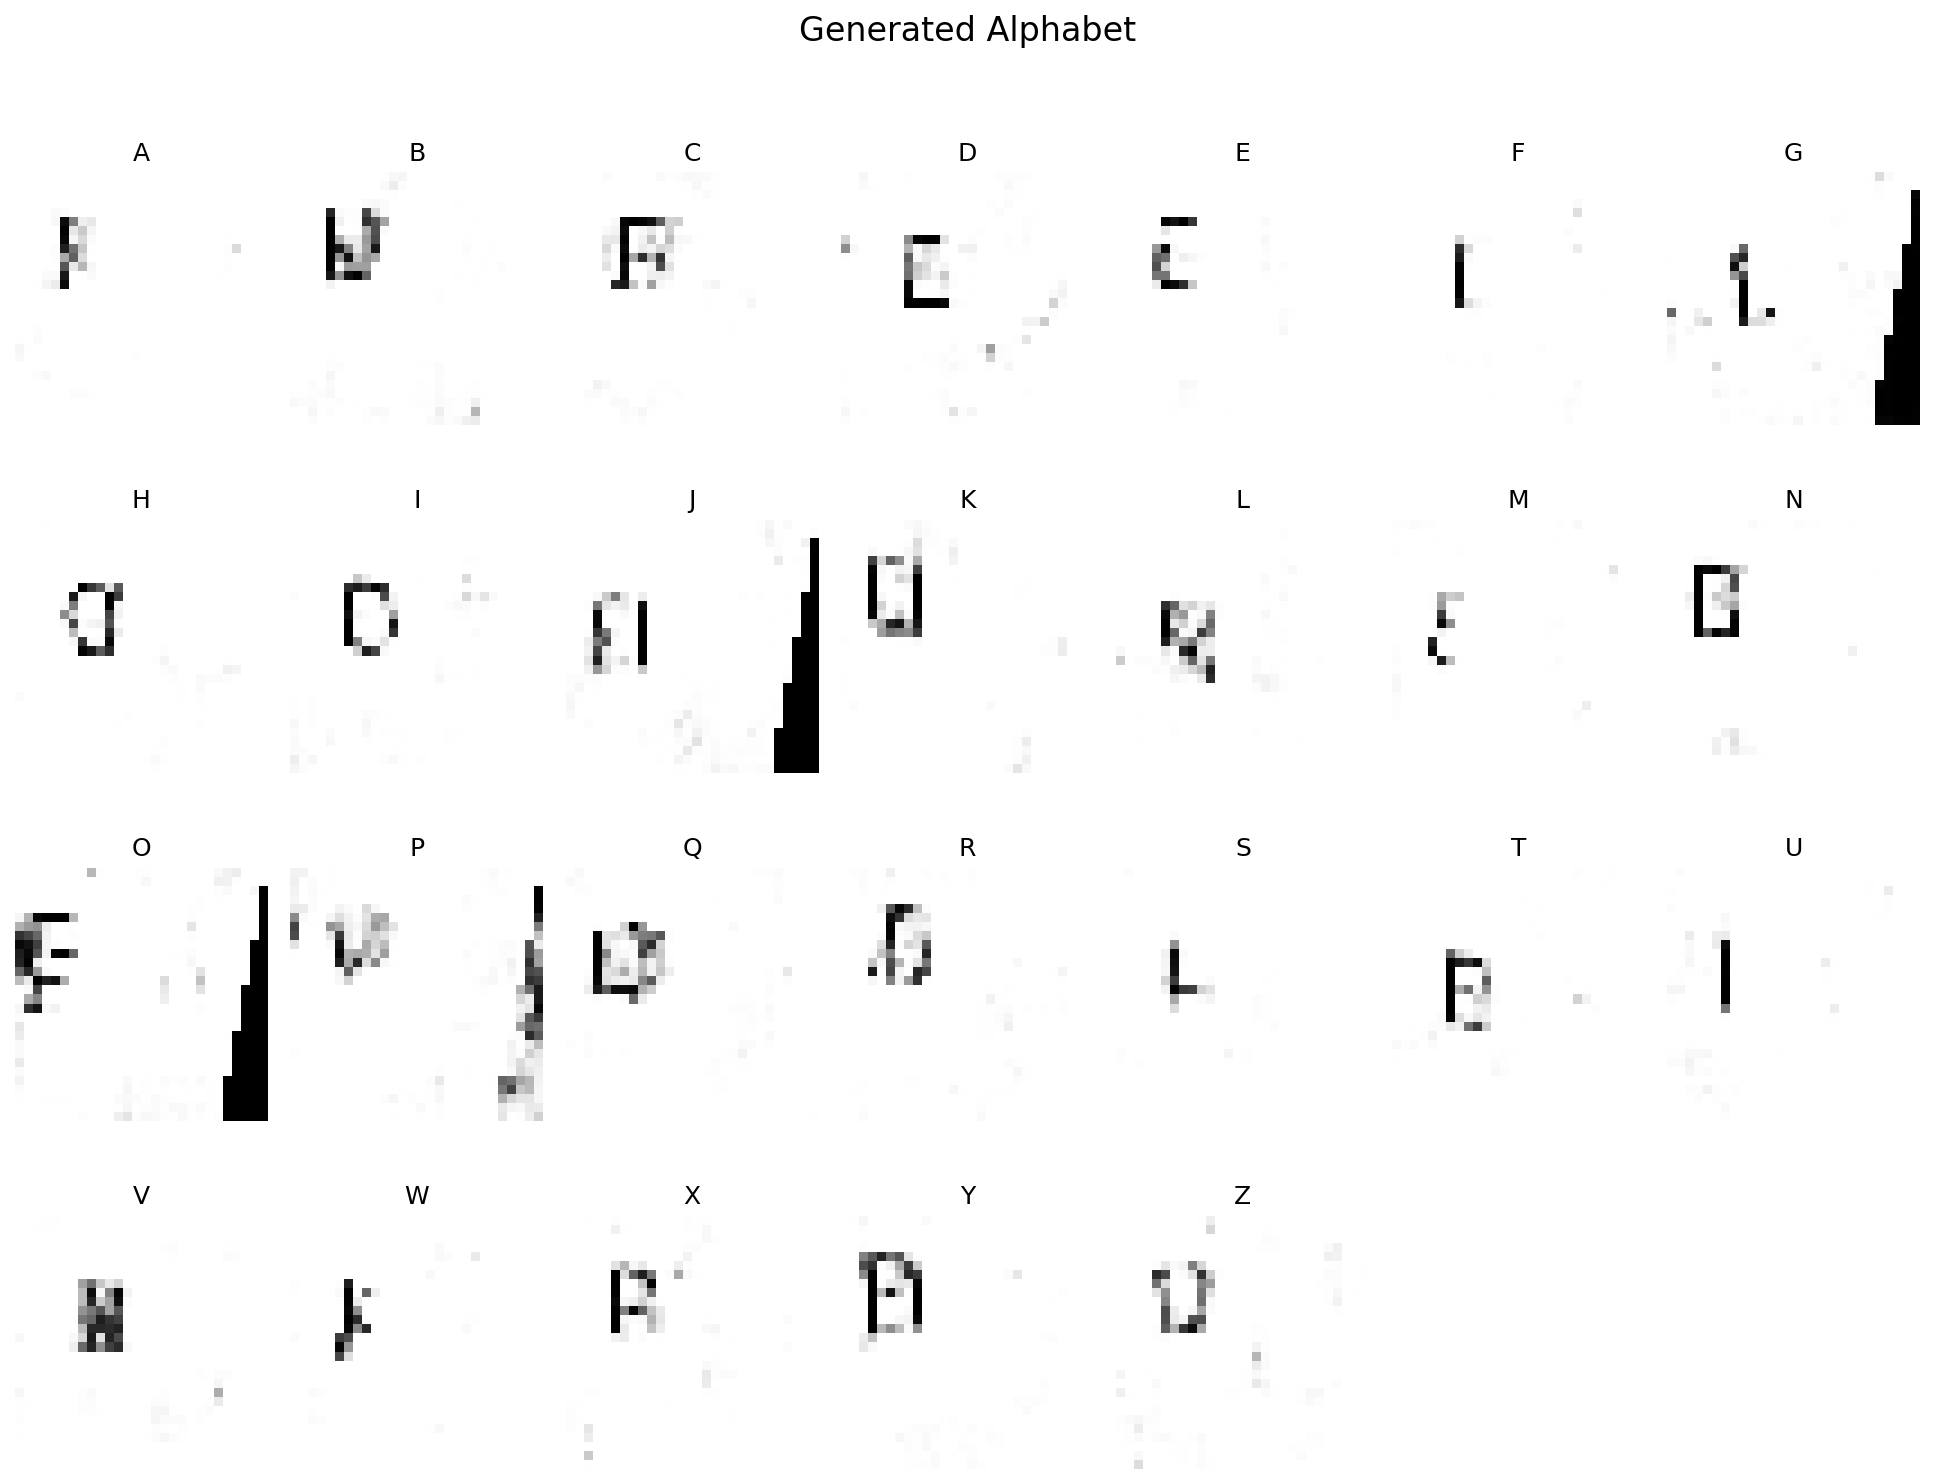 Generated Alphabet
A B C D E F G
H I J K L M N
O P Q R S T U
V W X Y Z